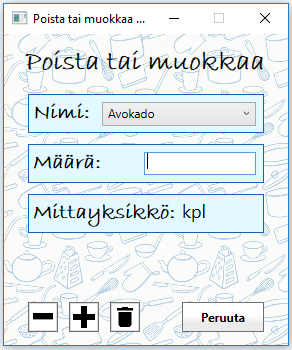 Poista tai muokkaa ...
Poista tai muokkaa
Nimi: Avokado
Määrä:
Mittayksikkö: kpl
Peruuta